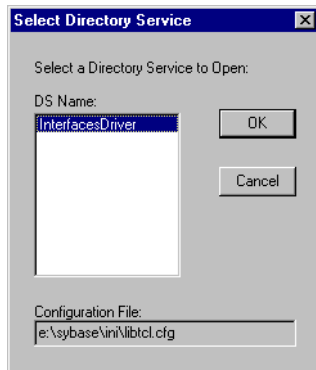 Select Directory Service
Select a Directory Service to Open:
DS Name:
InterfacesDriver
OK
Cancel
Configuration File:
e:\sybase\ini\libtcl.cfg